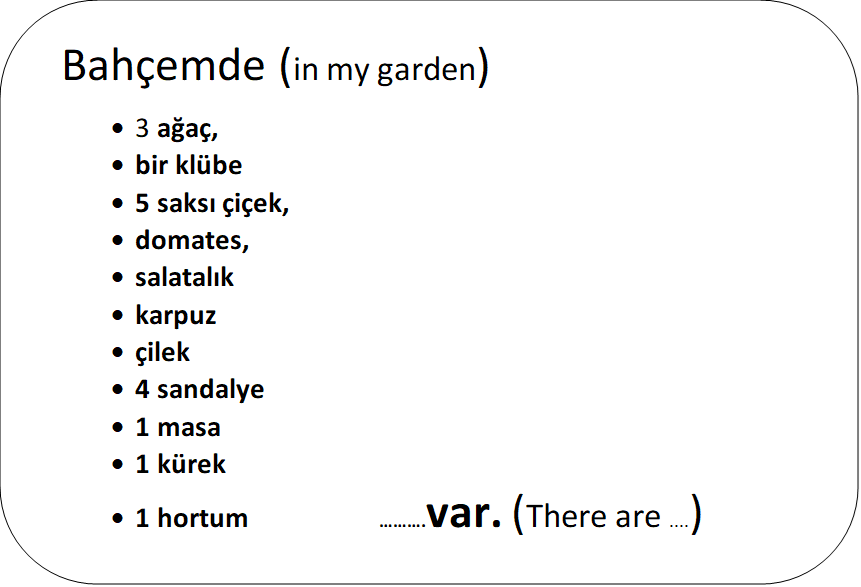 Bahçemde (in my garden)
• 3 ağaç,
• bir klübe
• 5 saksı çiçek,
• domates,
• salatalık
• karpuz
• çilek
• 4 sandalye
• 1 masa
• 1 kürek
• 1 hortum ..........var. (There are ....)